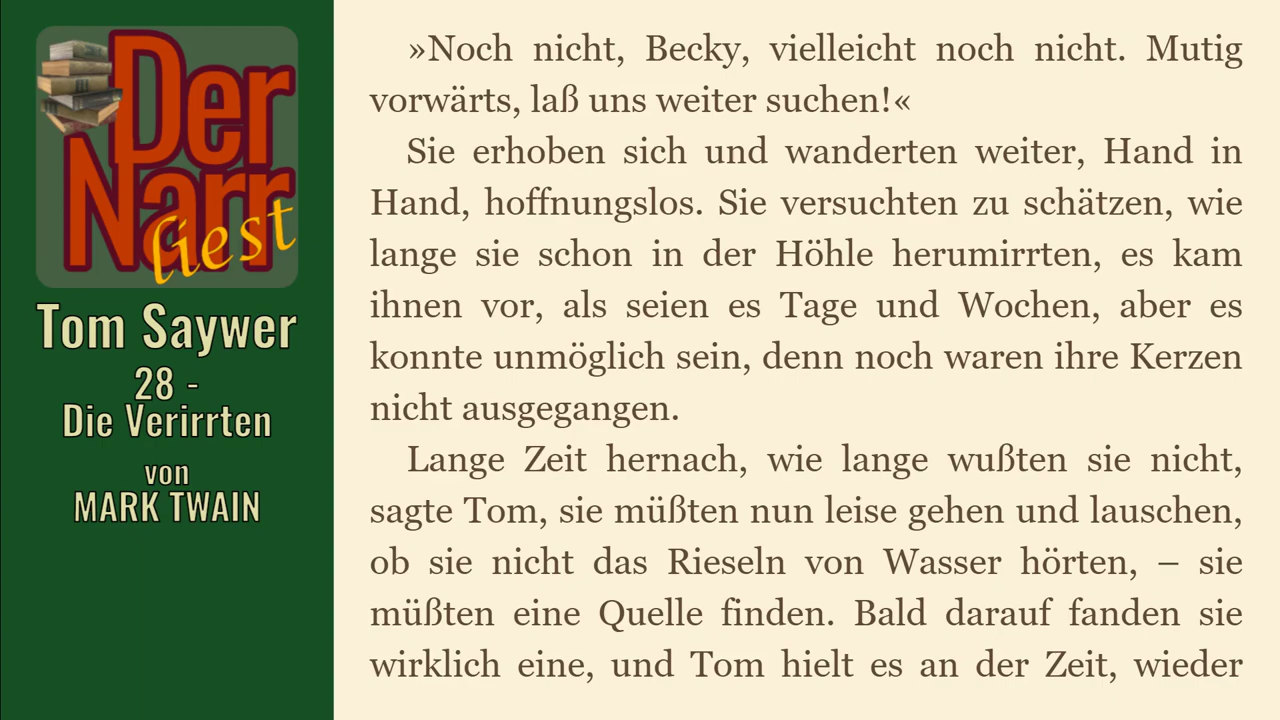 Der
Narr
liest
Tom Saywer
28 -
Die Verirrten
von
MARK TWAIN
»Noch nicht, Becky, vielleicht noch nicht. Mutig
vorwärts, laß uns weiter suchen!«
Sie erhoben sich und wanderten weiter, Hand in
Hand, hoffnungslos. Sie versuchten zu schätzen, wie
lange sie schon in der Höhle herumirrten, es kam
ihnen vor, als seien es Tage und Wochen, aber es
konnte unmöglich sein, denn noch waren ihre Kerzen
nicht ausgegangen.
Lange Zeit hernach, wie lange wußten sie nicht,
sagte Tom, sie müßten nun leise gehen und lauschen,
ob sie nicht das Rieseln von Wasser hörten, – sie
müßten eine Quelle finden. Bald darauf fanden sie
wirklich eine, und Tom hielt es an der Zeit, wieder